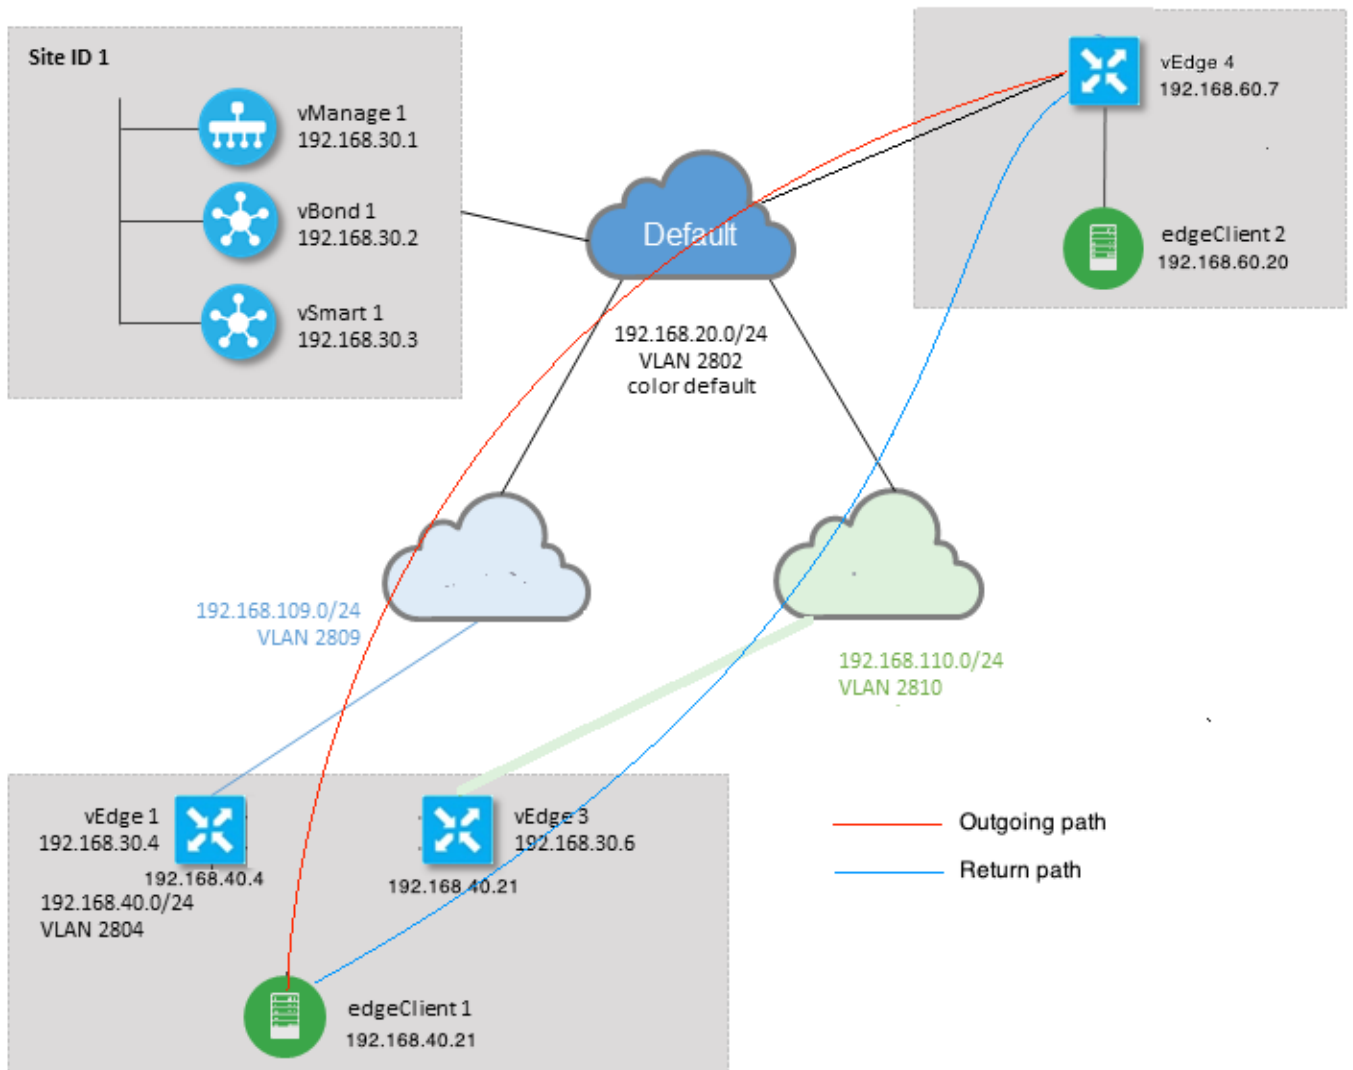 Site ID 1
vManage 1
192.168.30.1
vBond 1
192.168.30.2
vSmart 1
192.168.30.3
Default
192.168.20.0/24
VLAN 2802
color default
vEdge 4
192.168.60.7
edgeClient 2
192.168.60.20
192.168.109.0/24
VLAN 2809
192.168.110.0/24
VLAN 2810
vEdge 1
192.168.30.4
192.168.40.4
192.168.40.0/24
VLAN 2804
vEdge 3
192.168.30.6
192.168.40.21
edgeClient 1
192.168.40.21
Outgoing path
Return path